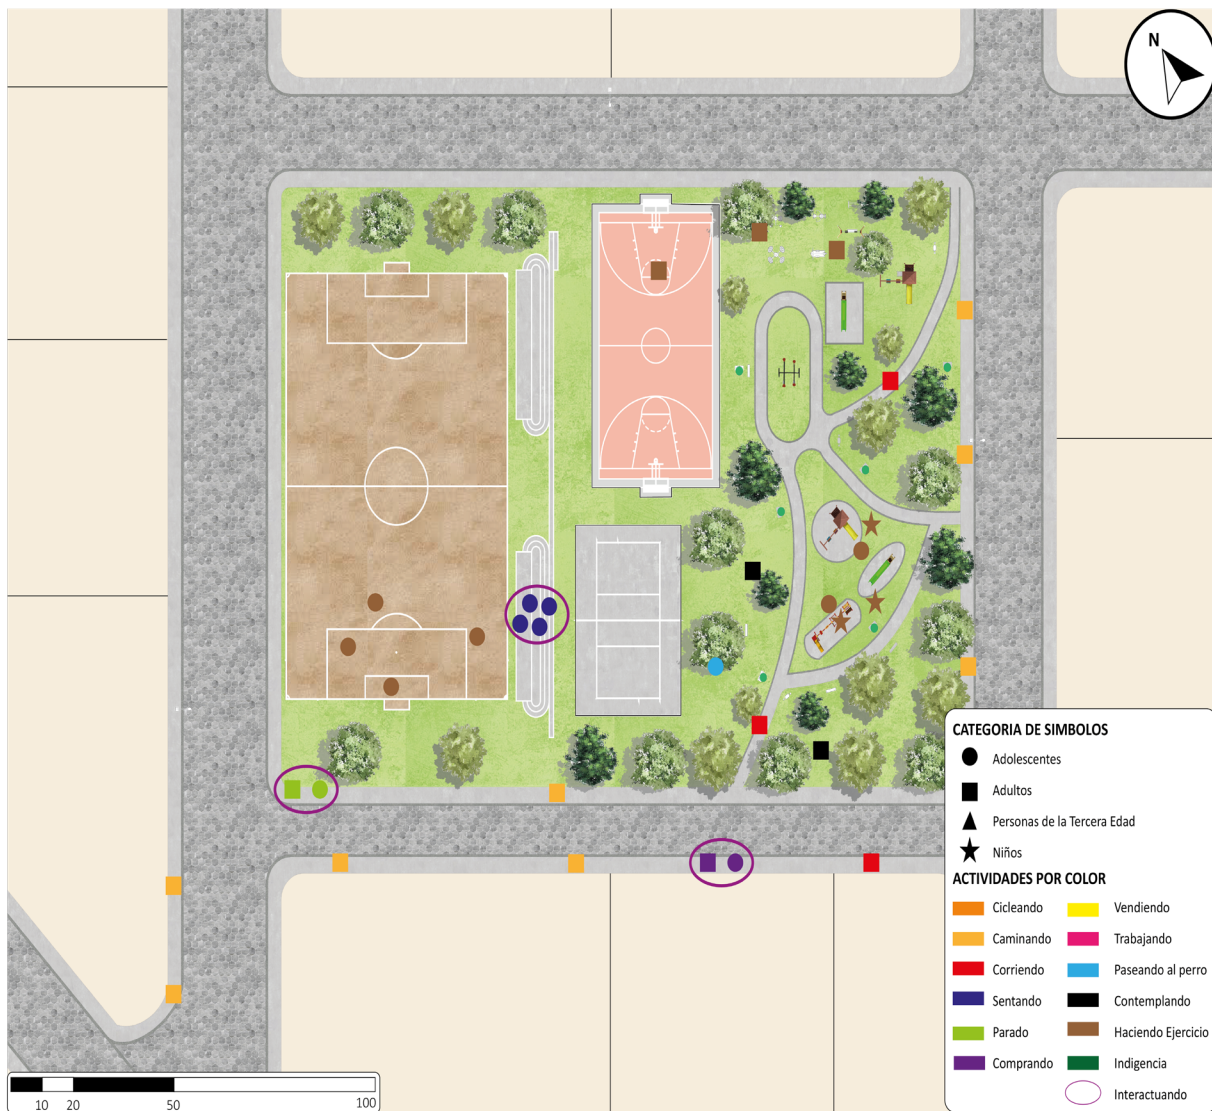 N
CATEGORIA DE SIMBOLOS
Adolescentes
Adultos
Personas de la Tercera Edad
Niños
ACTIVIDADES POR COLOR
Cicleando
Vendiendo
Caminando
Trabajando
Corriendo
Paseando al perro
Sentando
Contemplando
Parado
Haciendo Ejercicio
Comprando
Indigencia
Interactuando
10 20 50 100